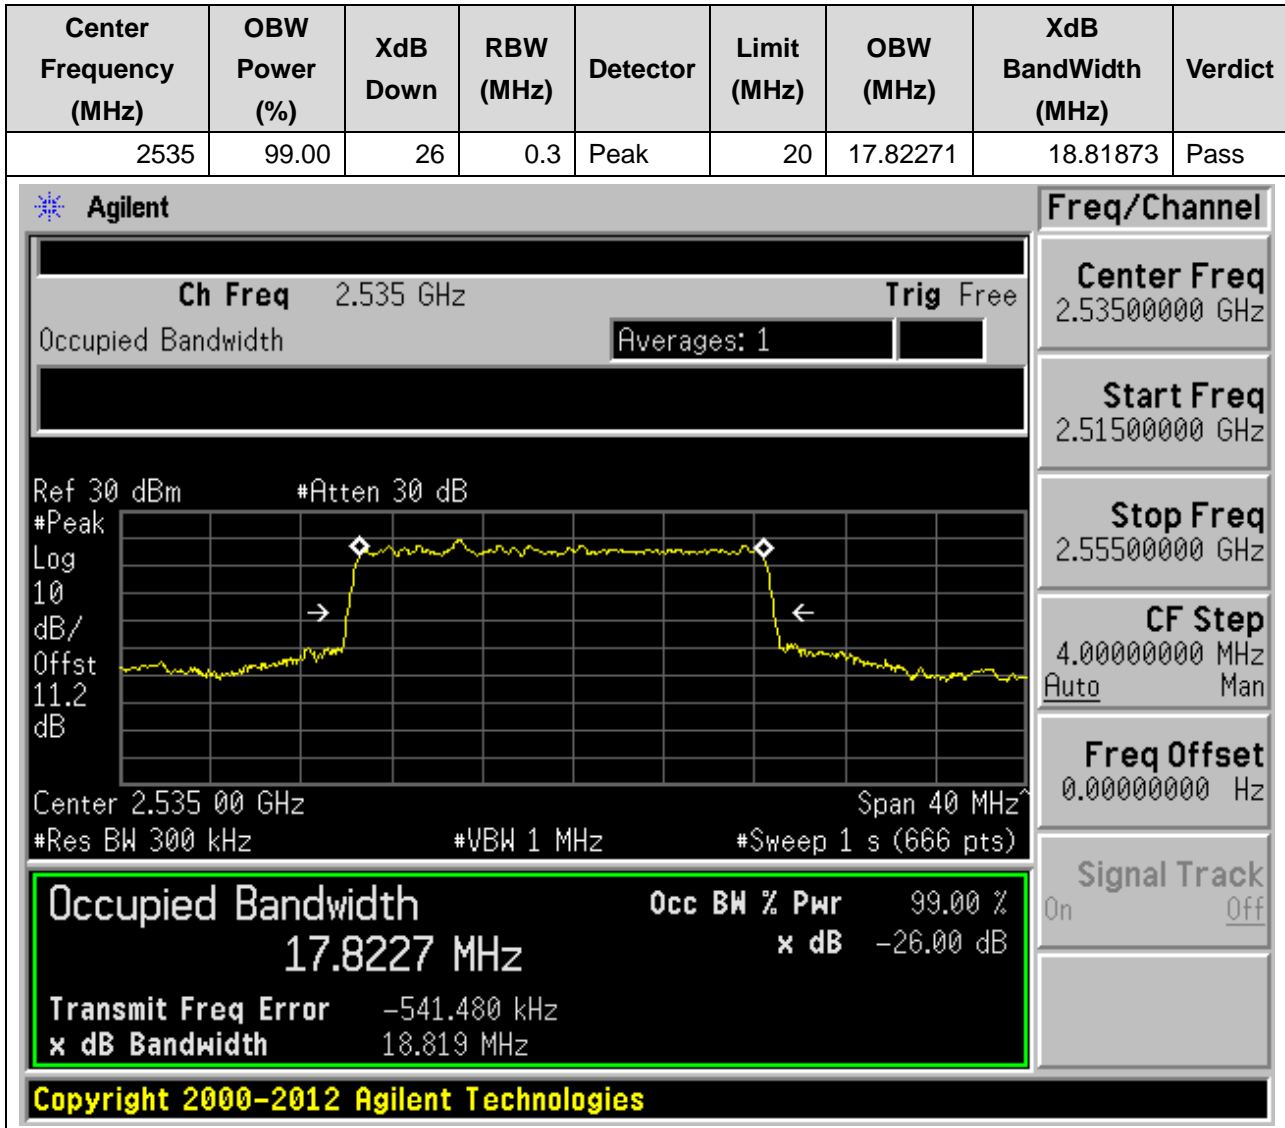 Center Frequency (MHz) OBW Power (%) XdB Down RBW (MHz) Detector Limit (MHz) OBW (MHz) XdB BandWidth (MHz) Verdict
2535 99.00 26 0.3 Peak 20 17.82271 18.81873 Pass
Agilent
Freq/Channel
Ch Freq 2.535 GHz Trig Free
Occupied Bandwidth Averages: 1
Center Freq
2.53500000 GHz
Start Freq
2.51500000 GHz
Stop Freq
2.55500000 GHz
CF Step
4.00000000 MHz
Auto Man
Freq Offset
0.00000000 Hz
Signal Track
On Off
Ref 30 dBm #Atten 30 dB
#Peak
Log
10
dB/
Offst
11.2
dB
Center 2.535 00 GHz Span 40 MHz^
#Res BW 300 kHz #VBW 1 MHz #Sweep 1 s (666 pts)
Occupied Bandwidth
17.8227 MHz
Occ BW % Pwr 99.00 %
x dB -26.00 dB
Transmit Freq Error -541.480 kHz
x dB Bandwidth 18.819 MHz
Copyright 2000-2012 Agilent Technologies